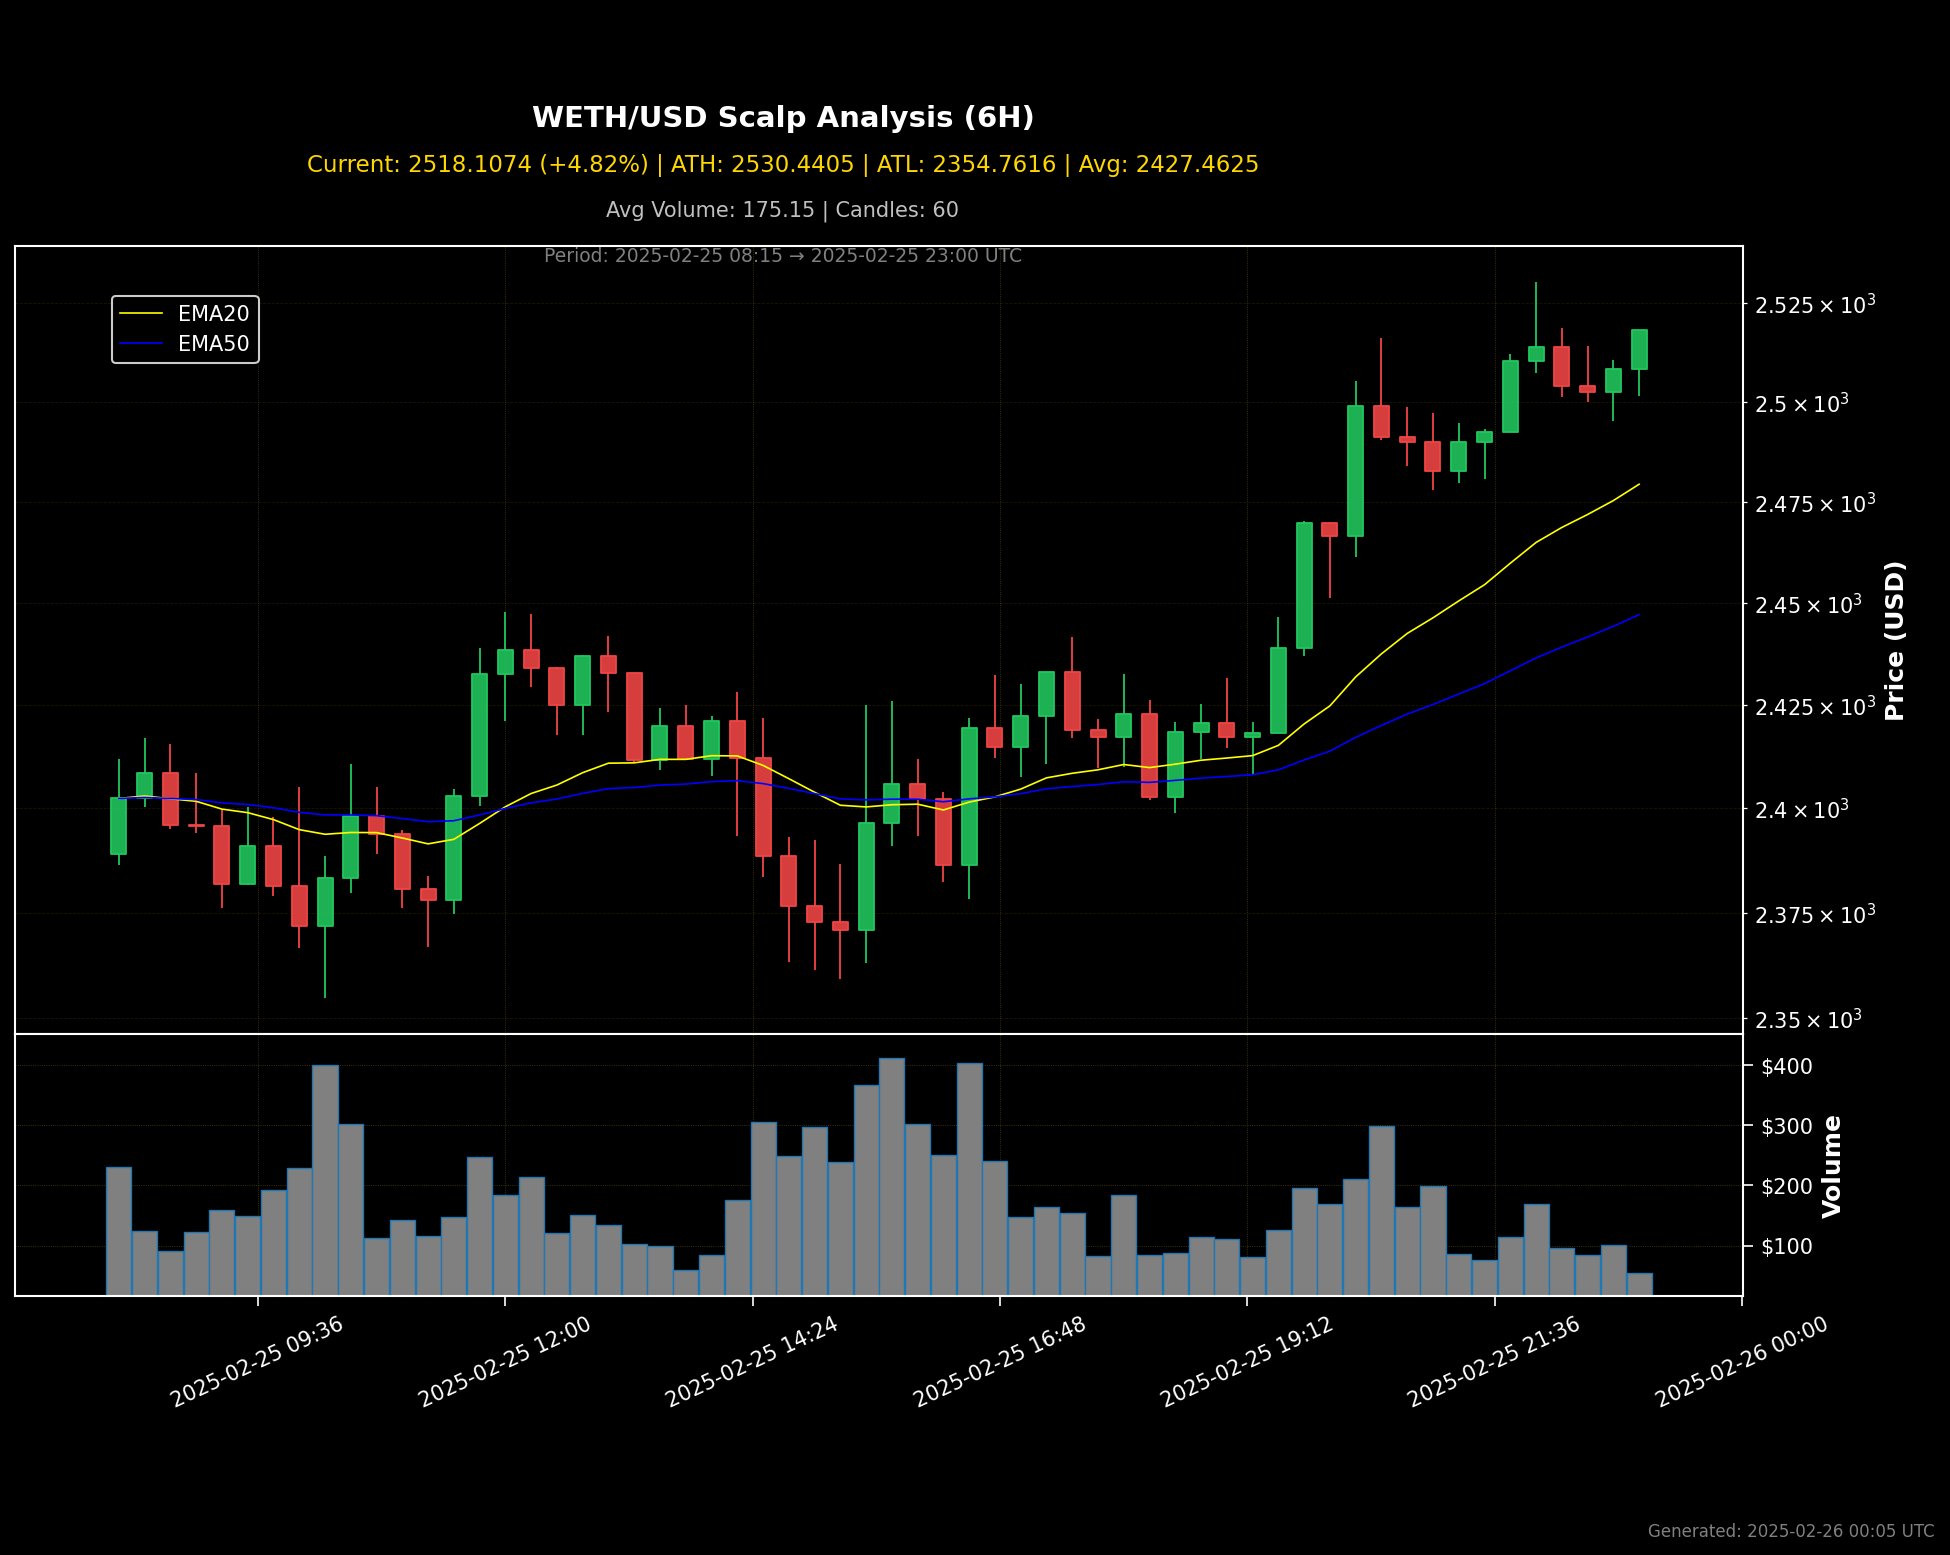 WETH/USD Scalp Analysis (6H)
Current: 2518.1074 (+4.82%) | ATH: 2530.4405 | ATL: 2354.7616 | Avg: 2427.4625
Avg Volume: 175.15 | Candles: 60
Period: 2025-02-25 08:15 → 2025-02-25 23:00 UTC
EMA20
EMA50
2.525 × 10³
2.5 × 10³
2.475 × 10³
2.45 × 10³
2.425 × 10³
2.4 × 10³
2.375 × 10³
2.35 × 10³
Price (USD)
$400
$300
$200
$100
Volume
2025-02-25 09:36
2025-02-25 12:00
2025-02-25 14:24
2025-02-25 16:48
2025-02-25 19:12
2025-02-25 21:36
2025-02-26 00:00
Generated: 2025-02-26 00:05 UTC